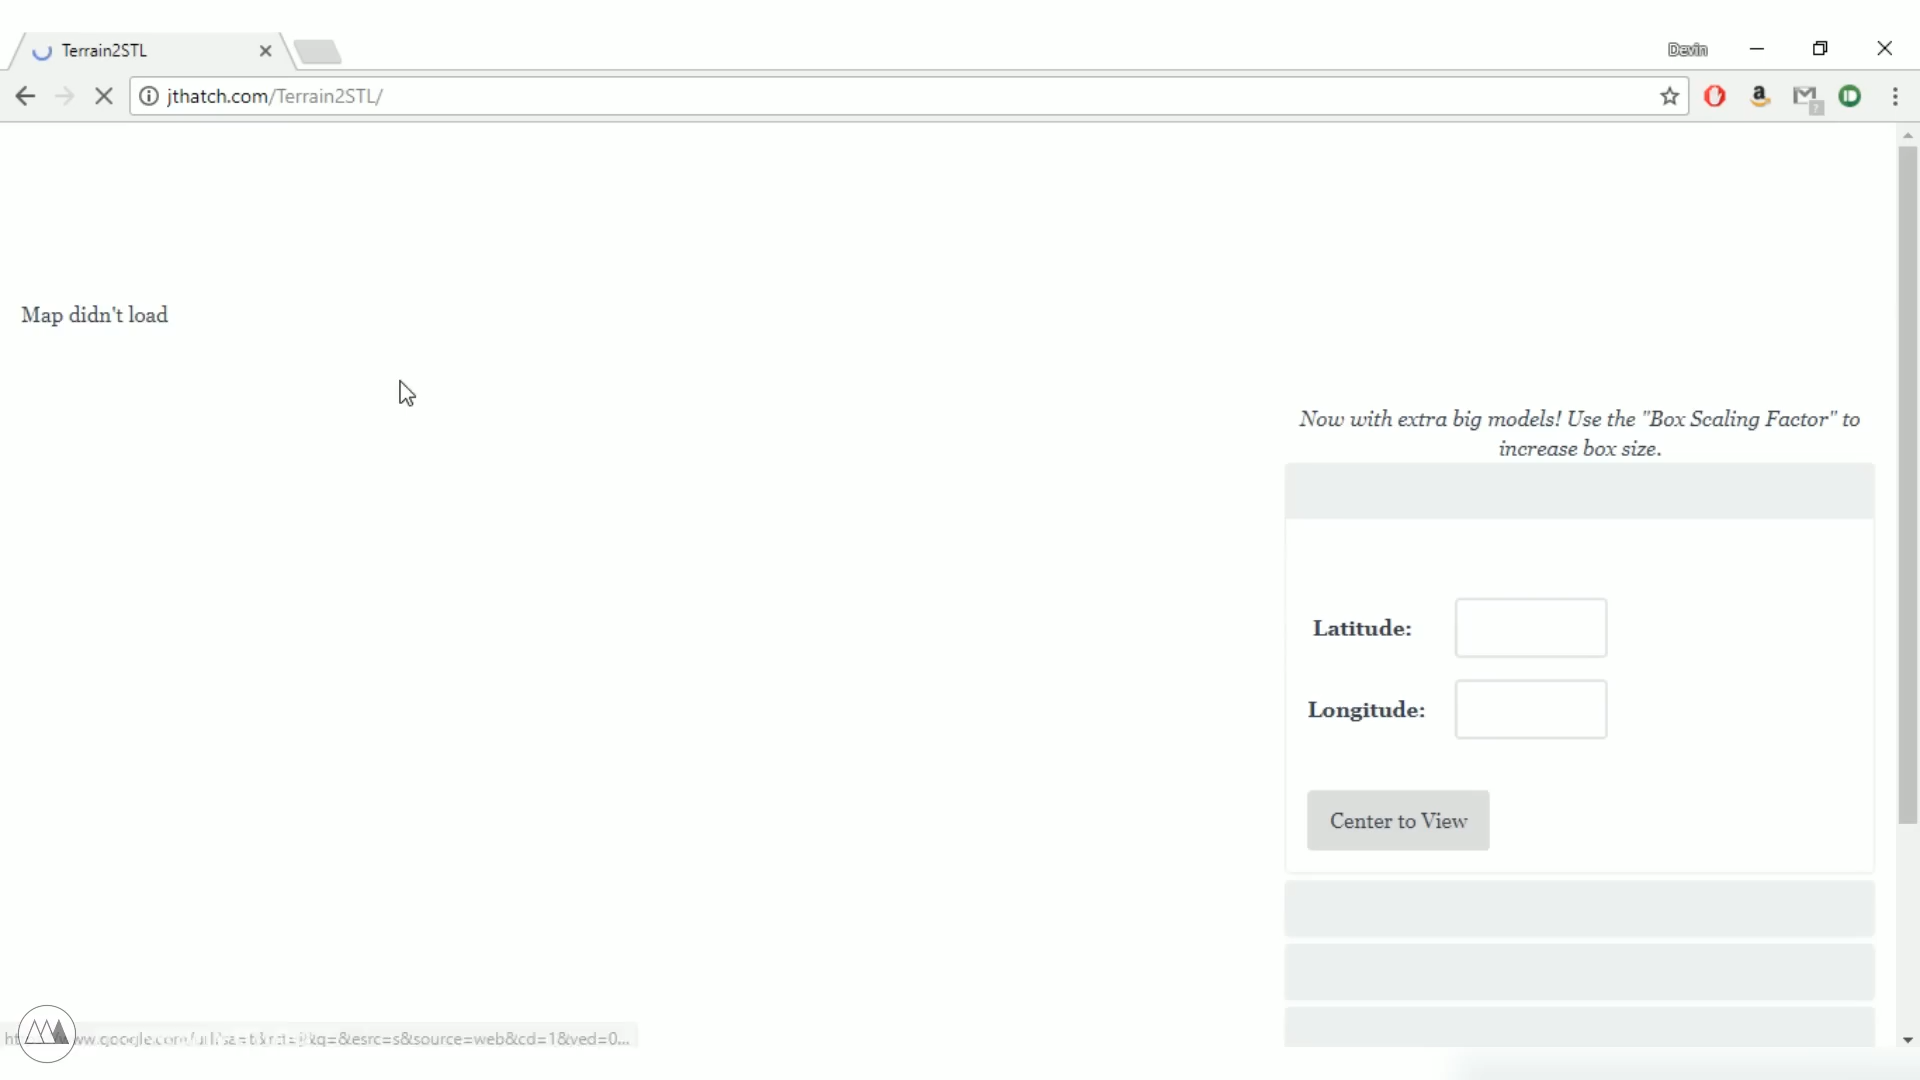 Terrain2STL
Devin
jthatch.com/Terrain2STL/
Map didn't load
Now with extra big models! Use the "Box Scaling Factor" to
increase box size.
Latitude:
Longitude:
Center to View